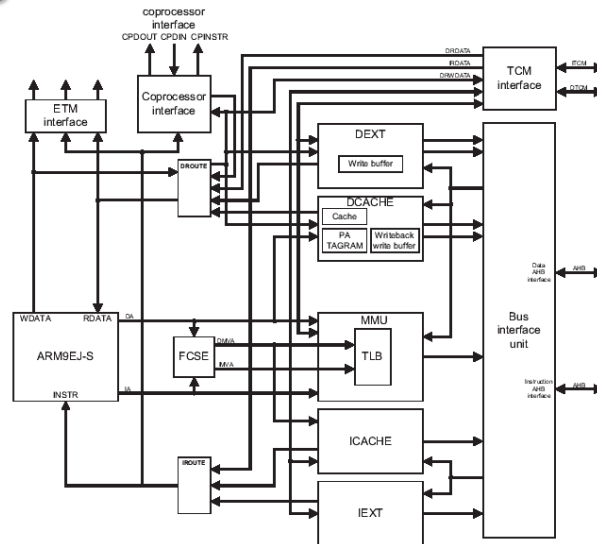 coprocessor
interface
CPDOUT CPDIN CPINSTR
DRDATA
IRDATA
DRWDATA
TCM
interface
ITCM
DTCM
ETM
interface
Coprocessor
interface
DEXT
Write buffer
DROUTE
DCACHE
Cache
PA
TAGRAM
Writeback
write buffer
Data
AHB
interface
AHB
WDATA
RDATA
DA
MMU
ARM9EJ-S
FCSE
DMVA
IMVA
TLB
Bus
interface
unit
INSTR
IA
Instruction
AHB
interface
AHB
ICACHE
IROUTE
IEXT